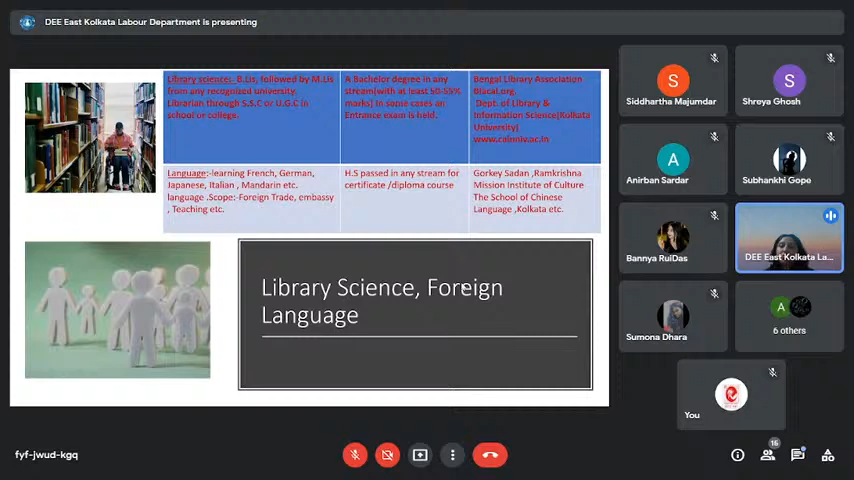 DEE East Kolkata Labour Department is presenting
Library sciences- B.Lis, followed by M.Lis
from any recognized university.
Librarian through S.S.C or U.G.C in
school or college.
A Bachelor degree in any
stream(with at least 50-55%
marks) In some cases an
Entrance exam is held.
Bengal Library Association
Blacal.org.
Dept. of Library &
Information Science(Kolkata
University)
Language:-learning French, German,
Japanese, Italian , Mandarin etc.
language .Scope:-Foreign Trade, embassy
, Teaching etc.
H.S passed in any stream for
certificate /diploma course
Gorkey Sadan ,Ramkrishna
Mission Institute of Culture
The School of Chinese
Language ,Kolkata etc.
Library Science, Foreign
Language
S
Siddhartha Majumdar
S
Shreya Ghosh
A
Anirban Sardar
Subhankhi Gope
Bannya RuiDas
DEE East Kolkata La...
Sumona Dhara
A
6 others
You
fyf-jwud-kgq
16